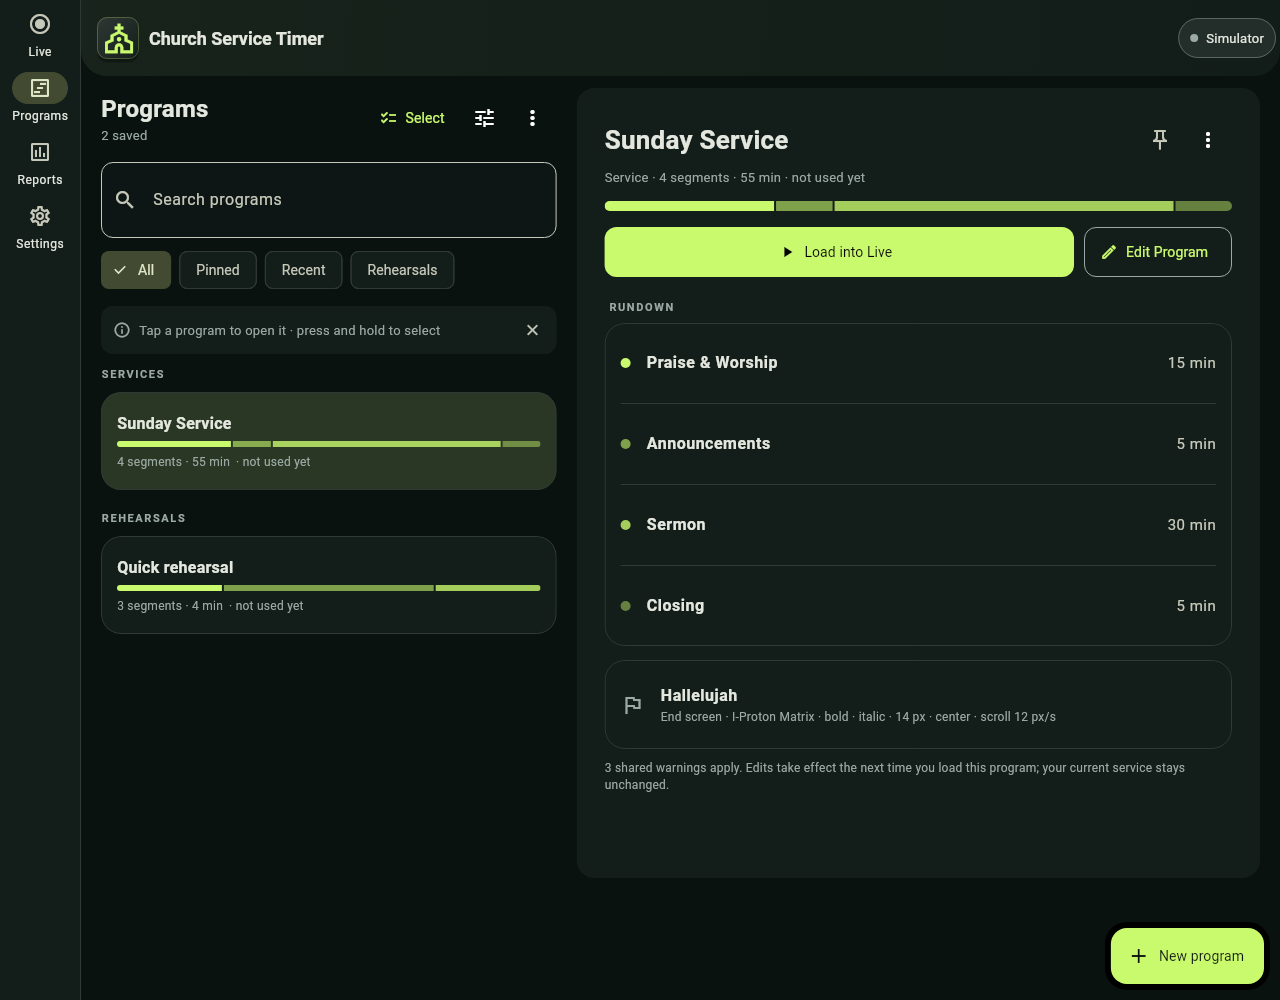 Live
Programs
Reports
Settings
Church Service Timer
Simulator
Programs
2 saved
Select
Search programs
All
Pinned
Recent
Rehearsals
Tap a program to open it · press and hold to select
SERVICES
Sunday Service
4 segments · 55 min · not used yet
REHEARSALS
Quick rehearsal
3 segments · 4 min · not used yet
Sunday Service
Service · 4 segments · 55 min · not used yet
Load into Live
Edit Program
RUNDOWN
Praise & Worship 15 min
Announcements 5 min
Sermon 30 min
Closing 5 min
Hallelujah
End screen · I-Proton Matrix · bold · italic · 14 px · center · scroll 12 px/s
3 shared warnings apply. Edits take effect the next time you load this program; your current service stays
unchanged.
New program